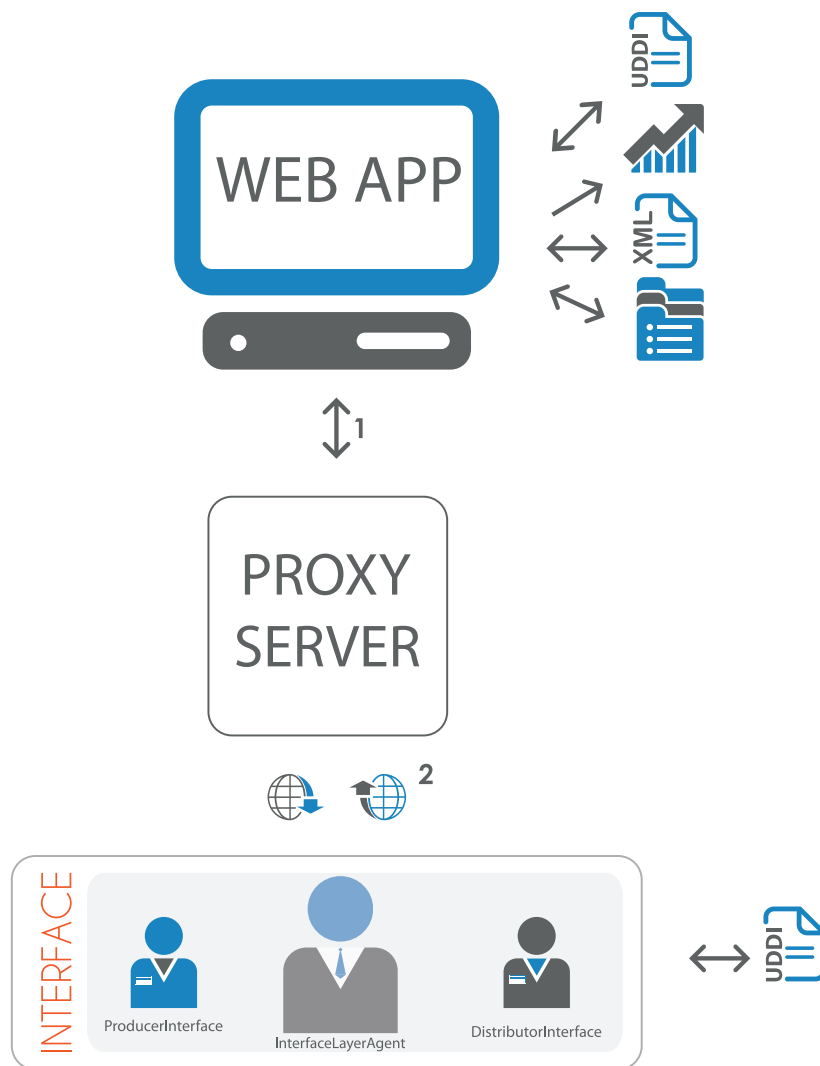 UDDI
WEB APP
XML
1
PROXY
SERVER
2
INTERFACE
ProducerInterface
InterfaceLayerAgent
DistributorInterface
UDDI